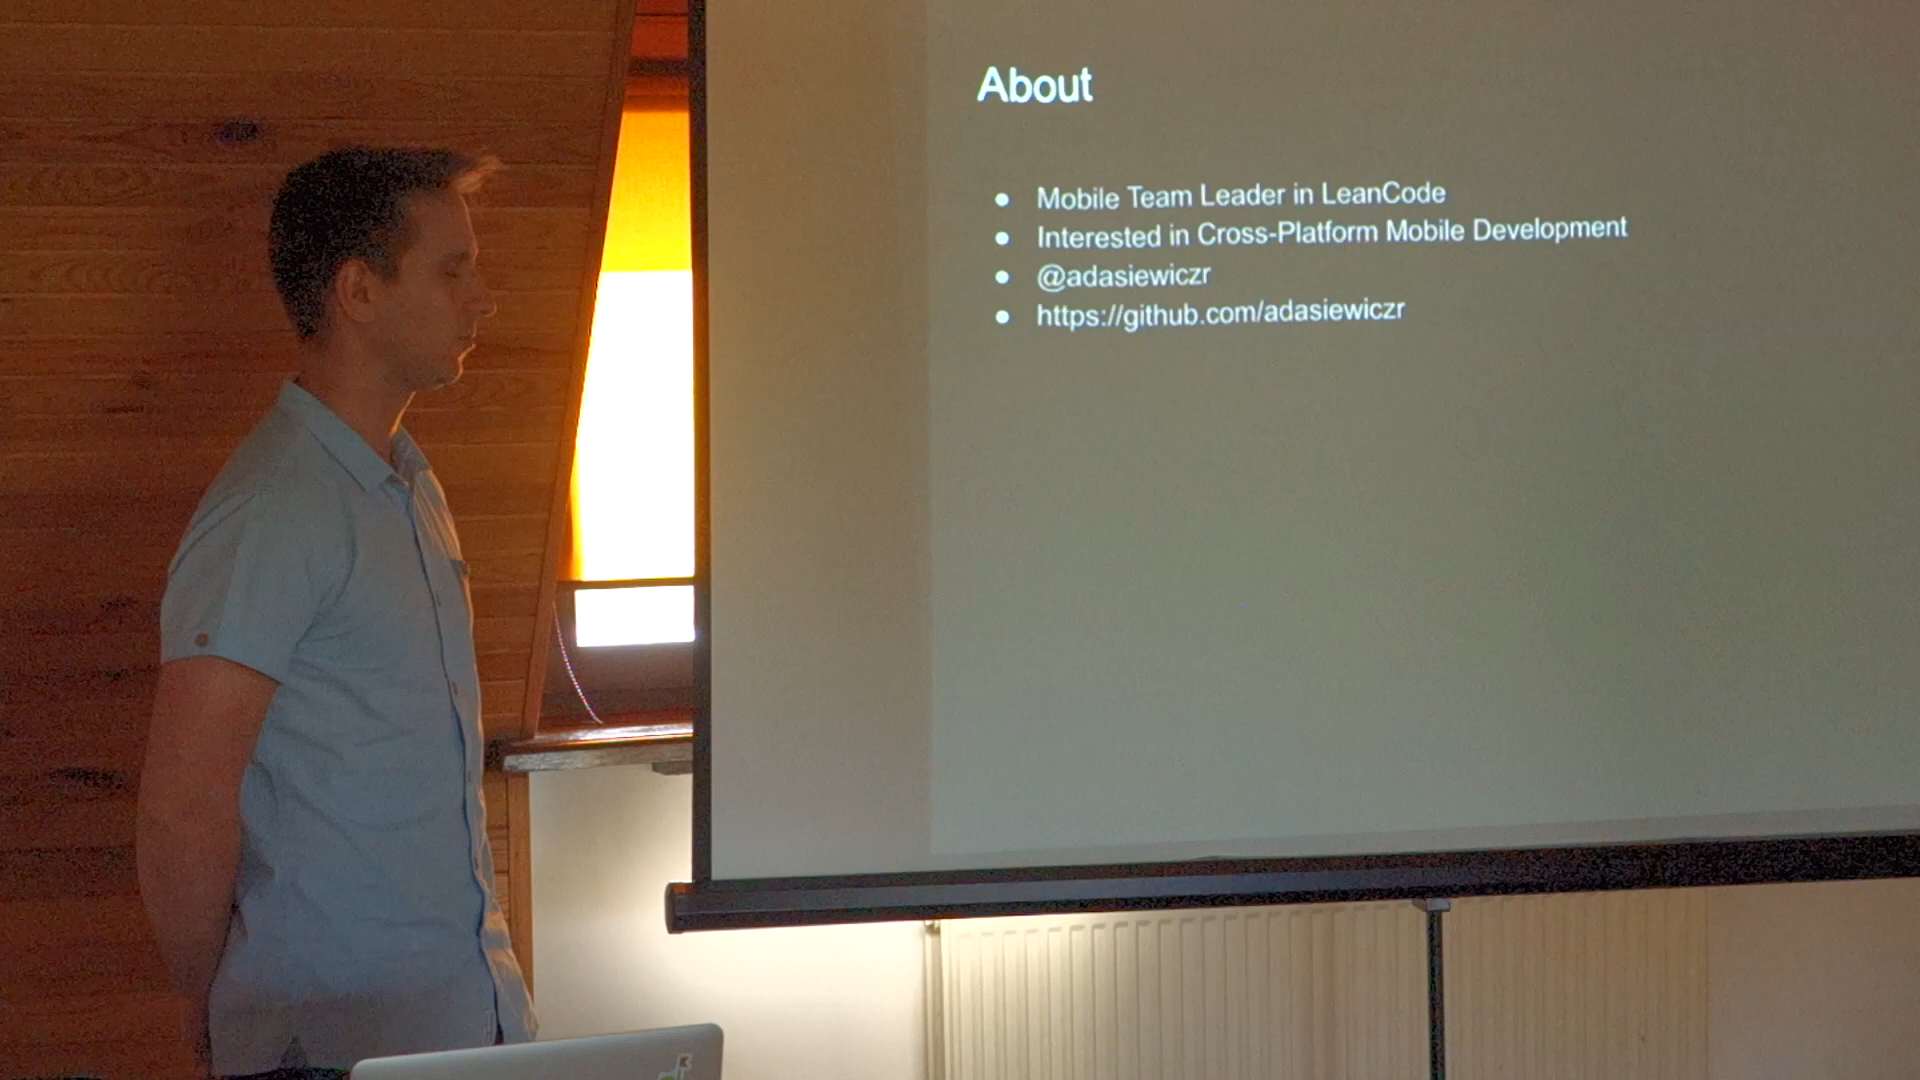 About
● Mobile Team Leader in LeanCode
● Interested in Cross-Platform Mobile Development
● @adasiewiczr
● https://github.com/adasiewiczr